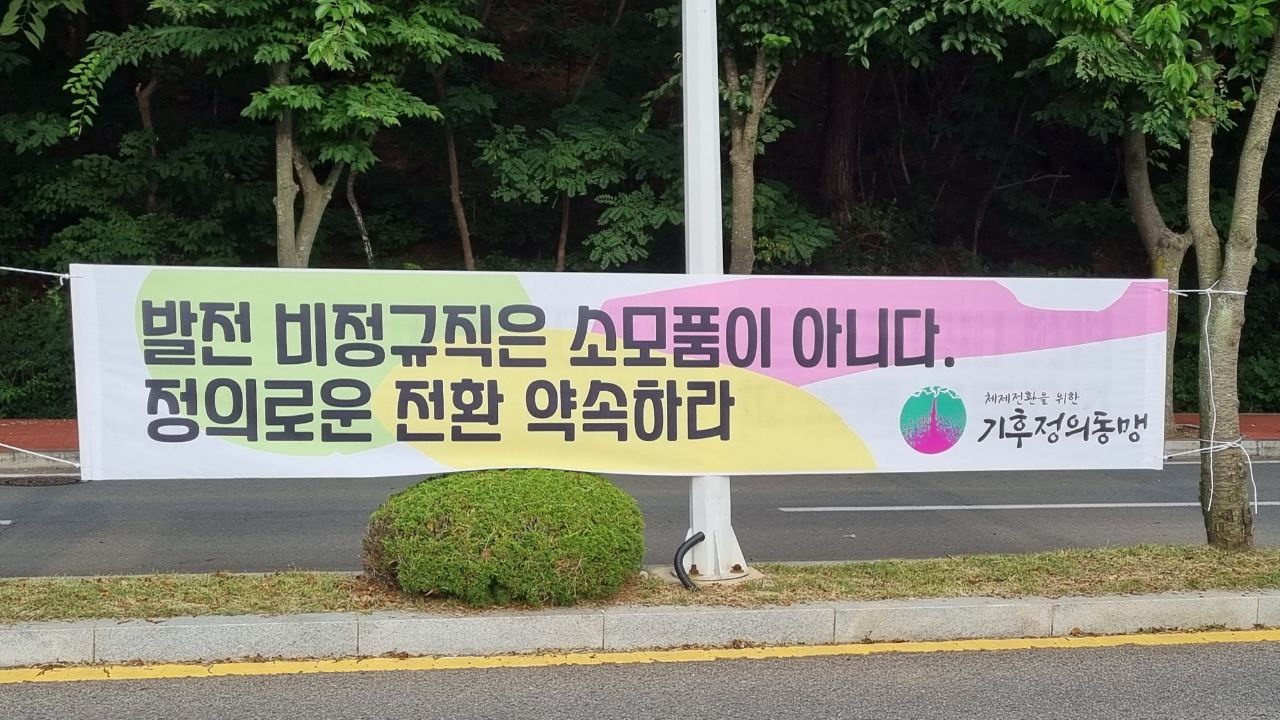 발전 비정규직은 소모품이 아니다.
정의로운 전환 약속하라
체제전환을 위한
기후정의동맹